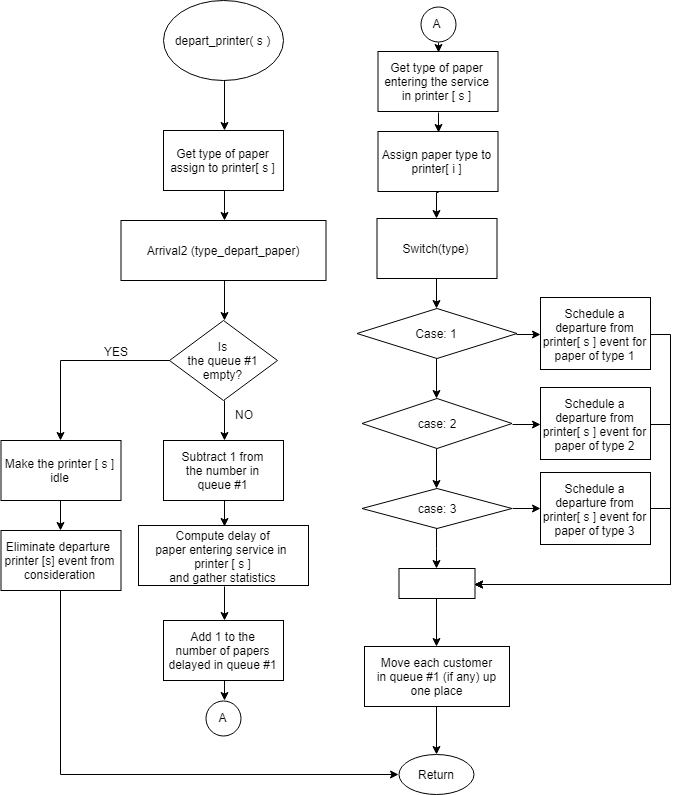 depart_printer( s )
Get type of paper
assign to printer[ s ]
Arrival2 (type_depart_paper)
Is
the queue #1
empty?
YES
NO
Make the printer [ s ]
idle
Eliminate departure
printer [s] event from
consideration
Subtract 1 from
the number in
queue #1
Compute delay of
paper entering service in
printer [ s ]
and gather statistics
Add 1 to the
number of papers
delayed in queue #1
A
A
Get type of paper
entering the service
in printer [ s ]
Assign paper type to
printer[ i ]
Switch(type)
Case: 1
Schedule a
departure from
printer[ s ] event for
paper of type 1
case: 2
Schedule a
departure from
printer[ s ] event for
paper of type 2
case: 3
Schedule a
departure from
printer[ s ] event for
paper of type 3
Move each customer
in queue #1 (if any) up
one place
Return